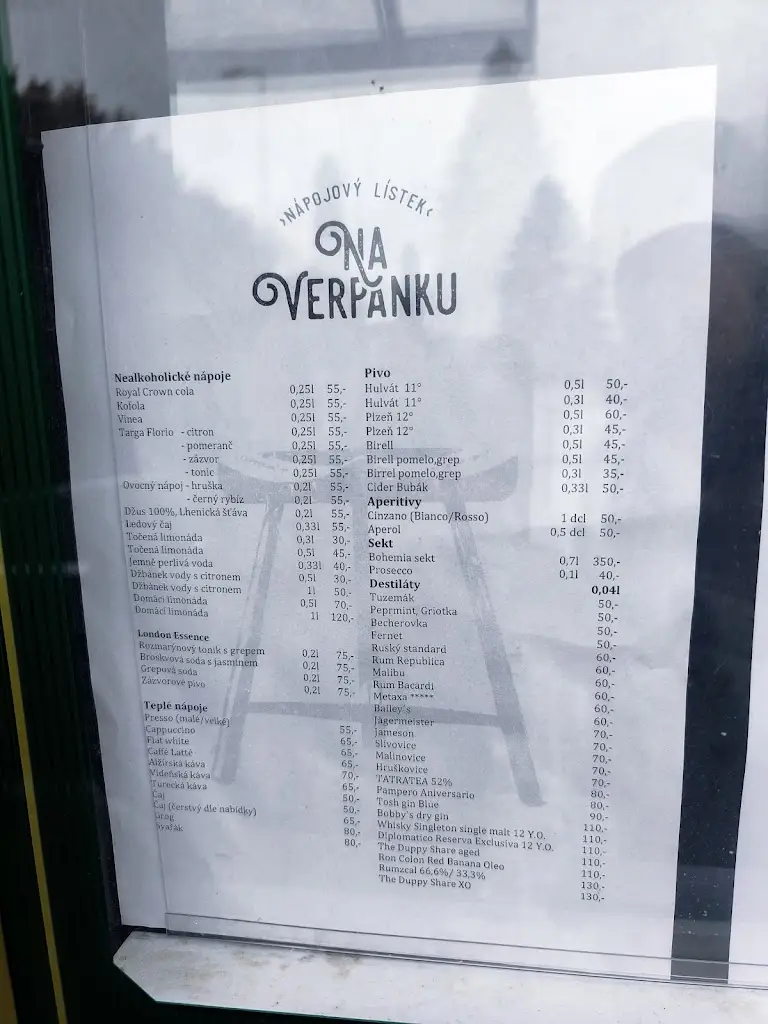 ›NÁPOJOVÝ LÍSTEK‹
NA
VERPÁNKU
Nealkoholické nápoje
Royal Crown cola 0,25l 55,-
Kofola 0,25l 55,-
Vinea 0,25l 55,-
Targa Florio - citron 0,25l 55,-
- pomeranč 0,25l 55,-
- zázvor 0,25l 55,-
- tonic 0,25l 55,-
Ovocný nápoj - hruška 0,2l 55,-
- černý rybíz 0,2l 55,-
Džus 100%, Lhenická šťáva 0,2l 55,-
Ledový čaj 0,33l 55,-
Točená limonáda 0,3l 30,-
Točená limonáda 0,5l 45,-
Jemně perlivá voda 0,33l 40,-
Džbánek vody s citronem 0,5l 30,-
Džbánek vody s citronem 1l 50,-
Domácí limonáda 0,5l 70,-
Domácí limonáda 1l 120,-
London Essence
Rozmarýnový tonik s grepem 0,2l 75,-
Broskvová soda s jasmínem 0,2l 75,-
Grepová soda 0,2l 75,-
Zázvorové pivo 0,2l 75,-
Teplé nápoje
Presso (malé/velké) 55,-
Cappuccino 65,-
Flat white 65,-
Caffé Latté 65,-
Alžírská káva 70,-
Vídeňská káva 65,-
Turecká káva 50,-
Čaj 50,-
Čaj (čerstvý dle nabídky) 65,-
Grog 80,-
Svařák 80,-
Pivo
Hulvát 11° 0,5l 50,-
Hulvát 11° 0,3l 40,-
Plzeň 12° 0,5l 60,-
Plzeň 12° 0,3l 45,-
Birell 0,5l 45,-
Birell pomelo,grep 0,5l 45,-
Birrel pomelo,grep 0,3l 35,-
Cider Bubák 0,33l 50,-
Aperitivy
Cinzano (Bianco/Rosso) 1 dcl 50,-
Aperol 0,5 dcl 50,-
Sekt
Bohemia sekt 0,7l 350,-
Prosecco 0,1l 40,-
Destiláty 0,04l
Tuzemák 50,-
Peprmint, Griotka 50,-
Becherovka 50,-
Fernet 50,-
Ruský standard 60,-
Rum Republica 60,-
Malibu 60,-
Rum Bacardi 60,-
Metaxa ***** 60,-
Bailey`s 60,-
Jägermeister 70,-
Jameson 70,-
Slivovice 70,-
Malinovice 70,-
Hruškovice 70,-
TATRATEA 52% 80,-
Pampero Aniversario 80,-
Tosh gin Blue 90,-
Bobby`s dry gin 110,-
Whisky Singleton single malt 12 Y.O. 110,-
Diplomatico Reserva Exclusiva 12 Y.O. 110,-
The Duppy Share aged 110,-
Ron Colon Red Banana Oleo
Rumzcal 66,6%/ 33,3% 130,-
The Duppy Share XO 130,-